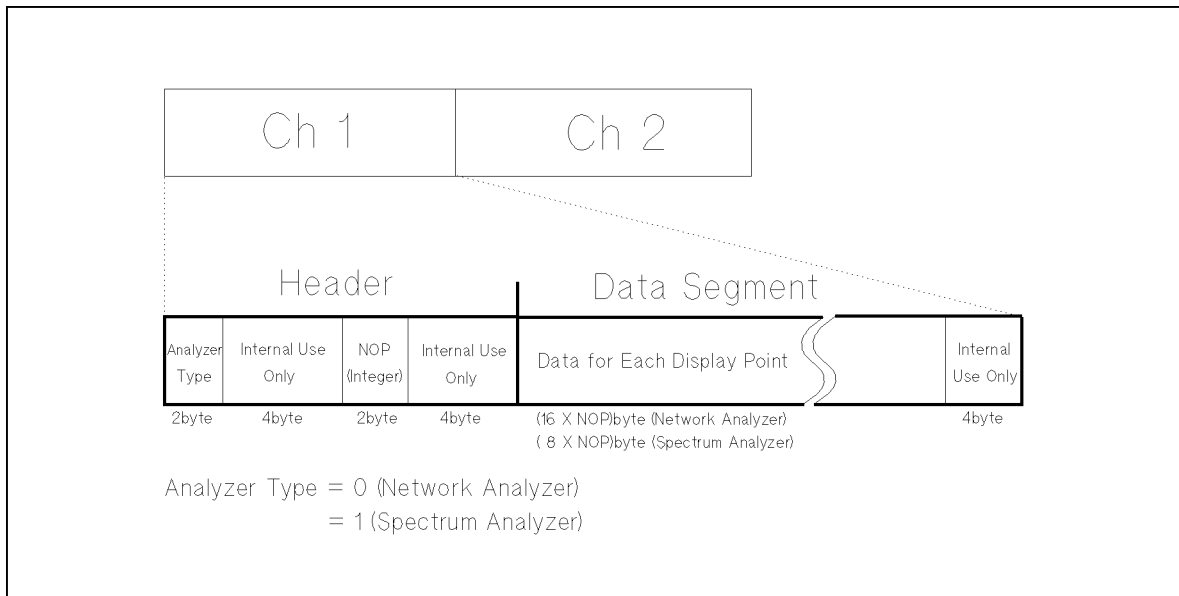 Ch 1
Ch 2
Header
Data Segment
Analyzer
Type
Internal Use
Only
NOP
(Integer)
Internal Use
Only
Data for Each Display Point
Internal
Use Only
2byte
4byte
2byte
4byte
(16 X NOP)byte (Network Analyzer)
( 8 X NOP)byte (Spectrum Analyzer)
4byte
Analyzer Type = 0 (Network Analyzer)
= 1 (Spectrum Analyzer)